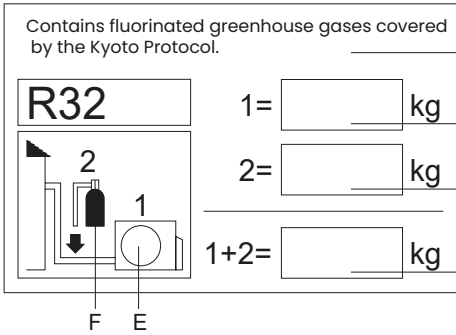 Contains fluorinated greenhouse gases covered
by the Kyoto Protocol.
R32
1= kg
2
2= kg
1
1+2= kg
F E